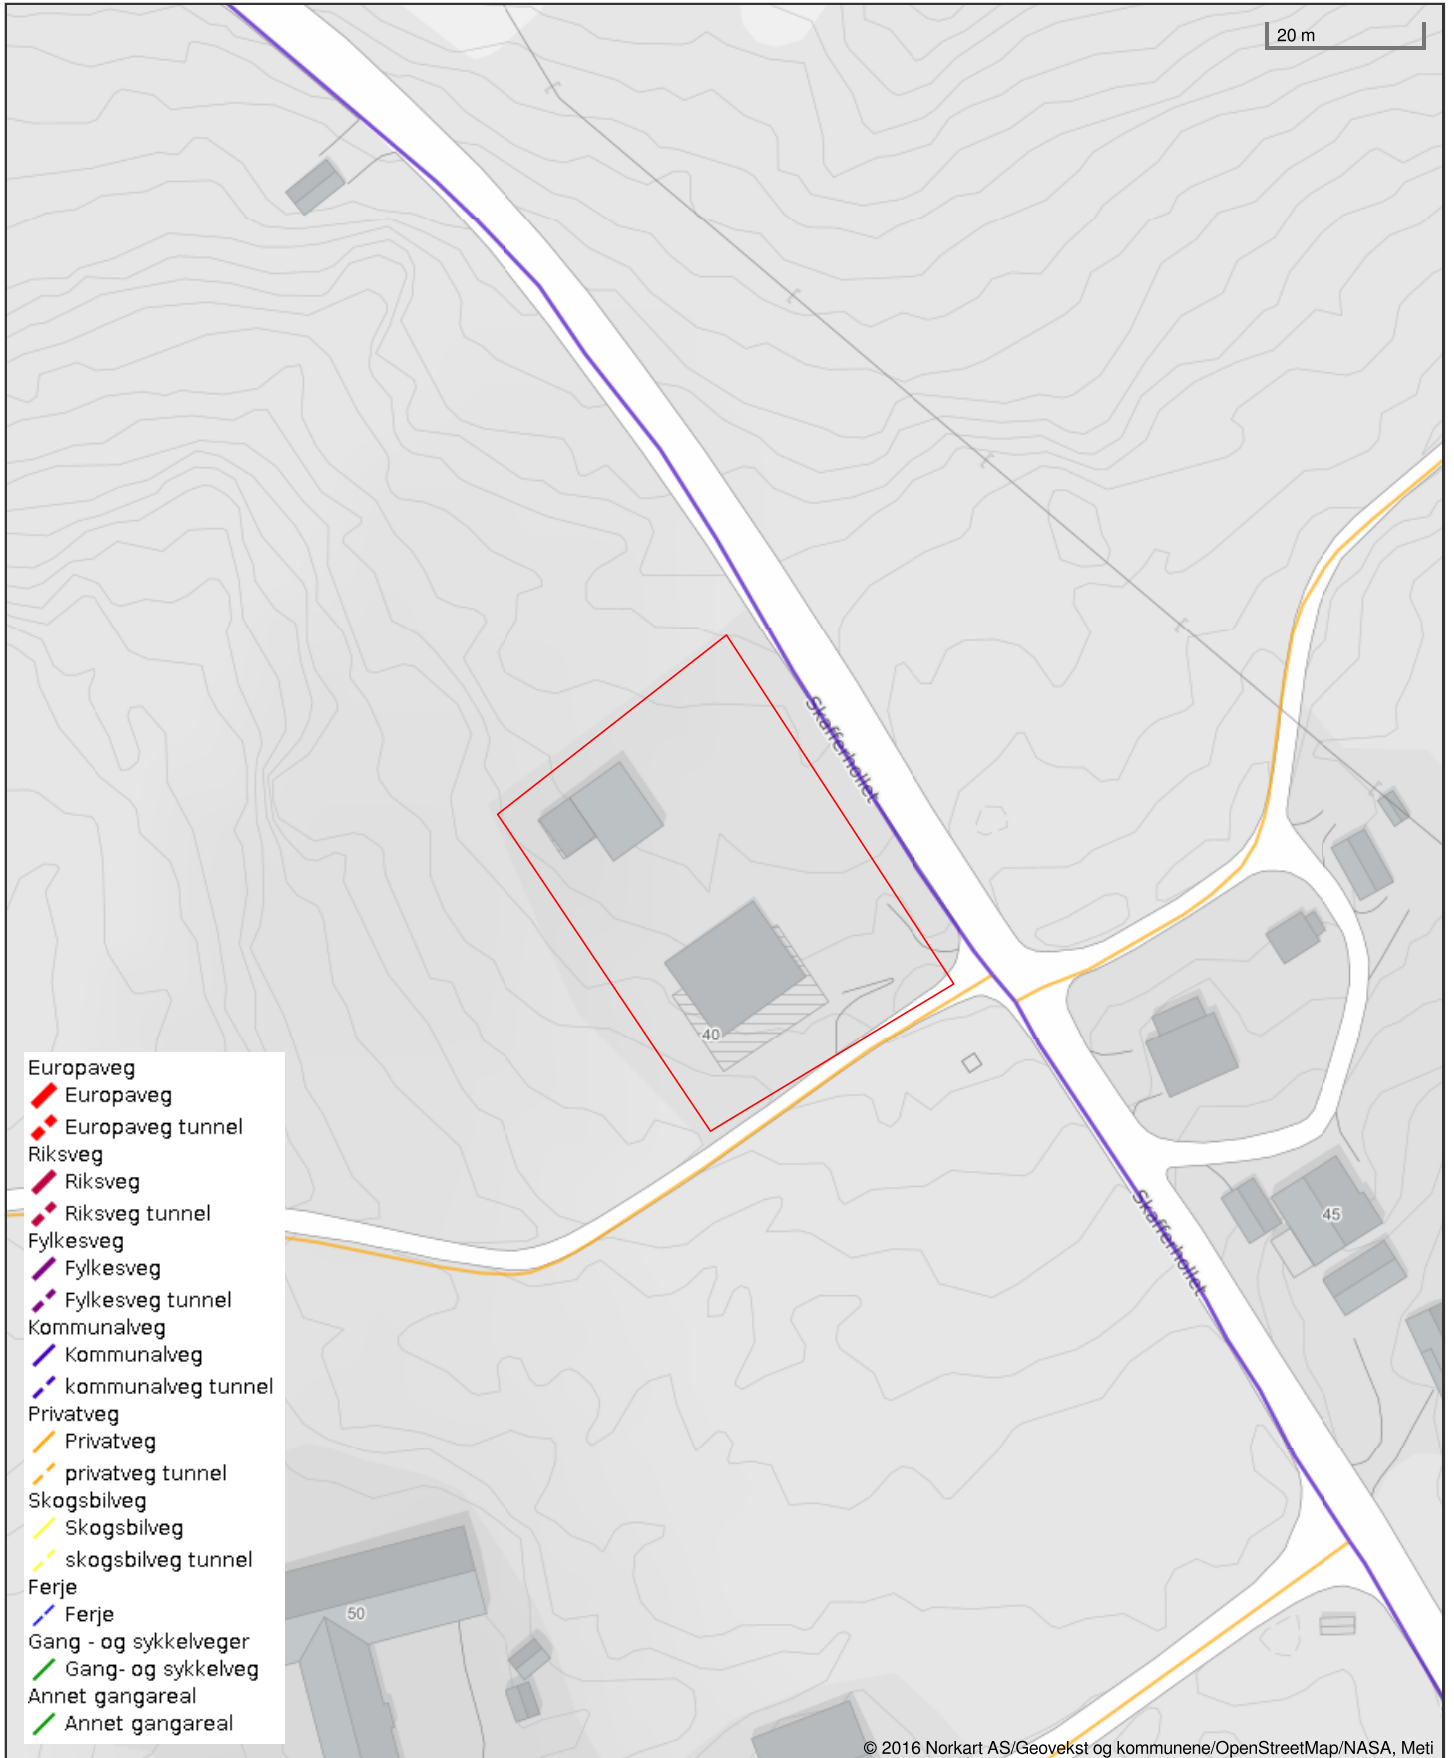 20 m
Skafferhollet
40
Skafferhollet
45
50
Europaveg
Europaveg
Europaveg tunnel
Riksveg
Riksveg
Riksveg tunnel
Fylkesveg
Fylkesveg
Fylkesveg tunnel
Kommunalveg
Kommunalveg
kommunalveg tunnel
Privatveg
Privatveg
privatveg tunnel
Skogsbilveg
Skogsbilveg
skogsbilveg tunnel
Ferje
Ferje
Gang - og sykkelveger
Gang- og sykkelveg
Annet gangareal
Annet gangareal
© 2016 Norkart AS/Geovekst og kommunene/OpenStreetMap/NASA, Meti